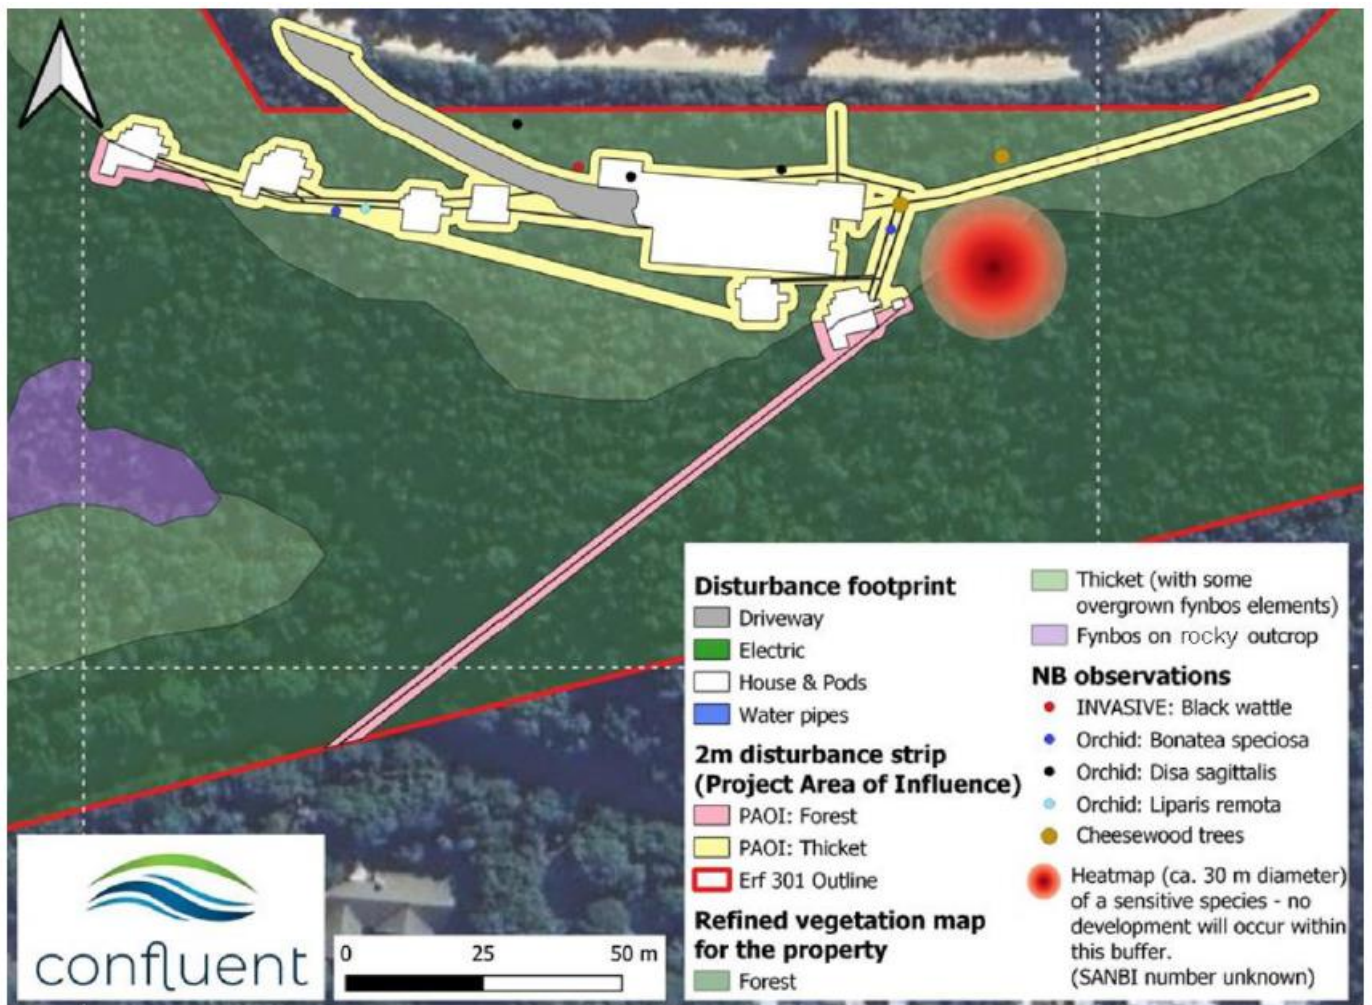 Disturbance footprint
Driveway
Electric
House & Pods
Water pipes
2m disturbance strip
(Project Area of Influence)
PAOI: Forest
PAOI: Thicket
Erf 301 Outline
Refined vegetation map
for the property
Forest
Thicket (with some
overgrown fynbos elements)
Fynbos on rocky outcrop
NB observations
INVASIVE: Black wattle
Orchid: Bonatea speciosa
Orchid: Disa sagittalis
Orchid: Liparis remota
Cheesewood trees
Heatmap (ca. 30 m diameter)
of a sensitive species - no
development will occur within
this buffer.
(SANBI number unknown)
confluent
0 25 50 m